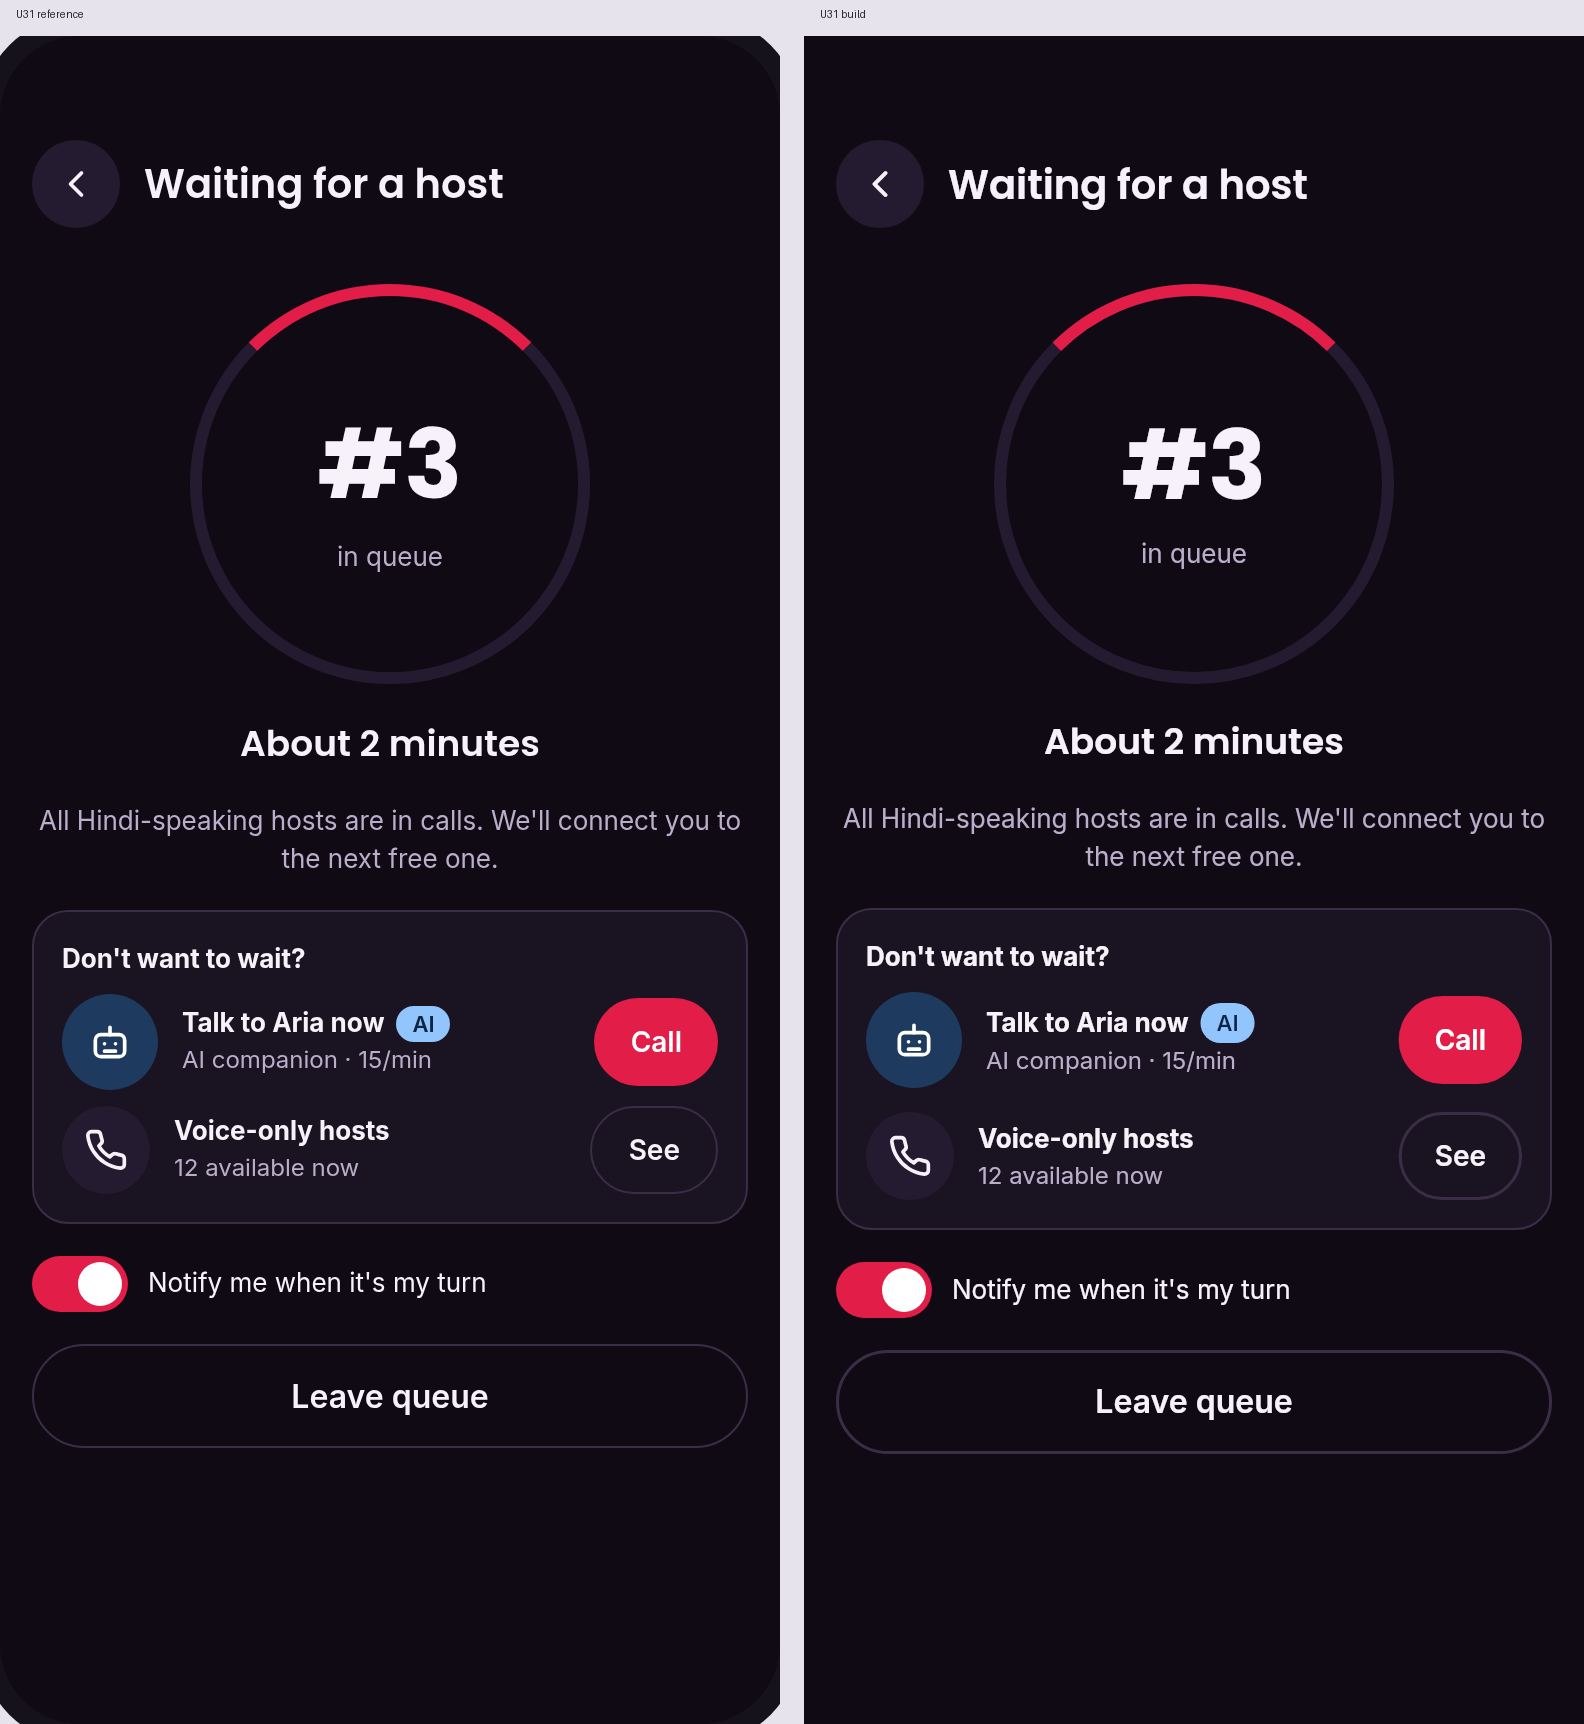 U31 reference
Waiting for a host
#3
in queue
About 2 minutes
All Hindi-speaking hosts are in calls. We'll connect you to
the next free one.
Don't want to wait?
Talk to Aria now AI
AI companion · 15/min
Call
Voice-only hosts
12 available now
See
Notify me when it's my turn
Leave queue
U31 build
Waiting for a host
#3
in queue
About 2 minutes
All Hindi-speaking hosts are in calls. We'll connect you to
the next free one.
Don't want to wait?
Talk to Aria now AI
AI companion · 15/min
Call
Voice-only hosts
12 available now
See
Notify me when it's my turn
Leave queue